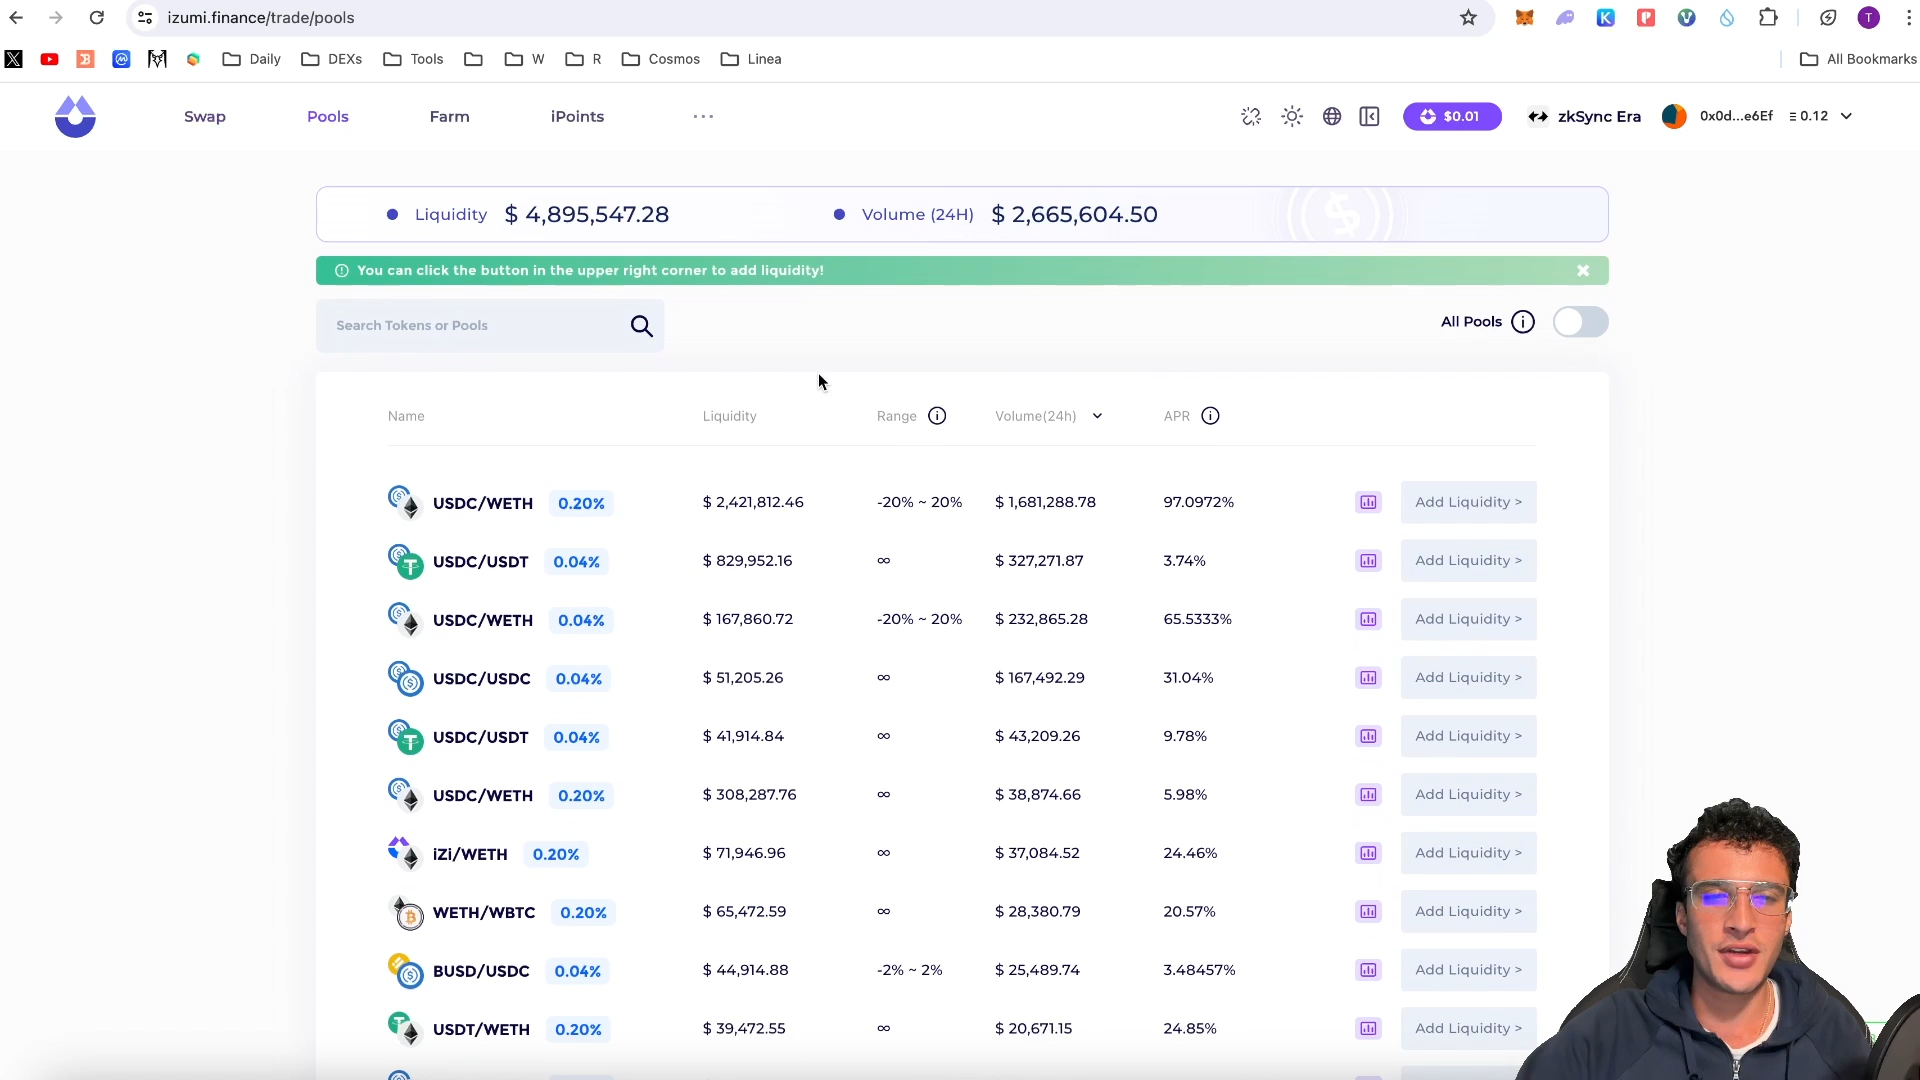 izumi.finance/trade/pools
T
Daily
DEXs
Tools
W
R
Cosmos
Linea
All Bookmarks
Swap
Pools
Farm
iPoints
$0.01
zkSync Era
0x0d...e6Ef
0.12
Liquidity $ 4,895,547.28
Volume (24H) $ 2,665,604.50
You can click the button in the upper right corner to add liquidity!
Search Tokens or Pools
All Pools
Name Liquidity Range Volume(24h) APR
USDC/WETH 0.20% $ 2,421,812.46 -20% ~ 20% $ 1,681,288.78 97.0972% Add Liquidity >
USDC/USDT 0.04% $ 829,952.16 ∞ $ 327,271.87 3.74% Add Liquidity >
USDC/WETH 0.04% $ 167,860.72 -20% ~ 20% $ 232,865.28 65.5333% Add Liquidity >
USDC/USDC 0.04% $ 51,205.26 ∞ $ 167,492.29 31.04% Add Liquidity >
USDC/USDT 0.04% $ 41,914.84 ∞ $ 43,209.26 9.78% Add Liquidity >
USDC/WETH 0.20% $ 308,287.76 ∞ $ 38,874.66 5.98% Add Liquidity >
iZi/WETH 0.20% $ 71,946.96 ∞ $ 37,084.52 24.46% Add Liquidity >
WETH/WBTC 0.20% $ 65,472.59 ∞ $ 28,380.79 20.57% Add Liquidity >
BUSD/USDC 0.04% $ 44,914.88 -2% ~ 2% $ 25,489.74 3.48457% Add Liquidity >
USDT/WETH 0.20% $ 39,472.55 ∞ $ 20,671.15 24.85% Add Liquidity >